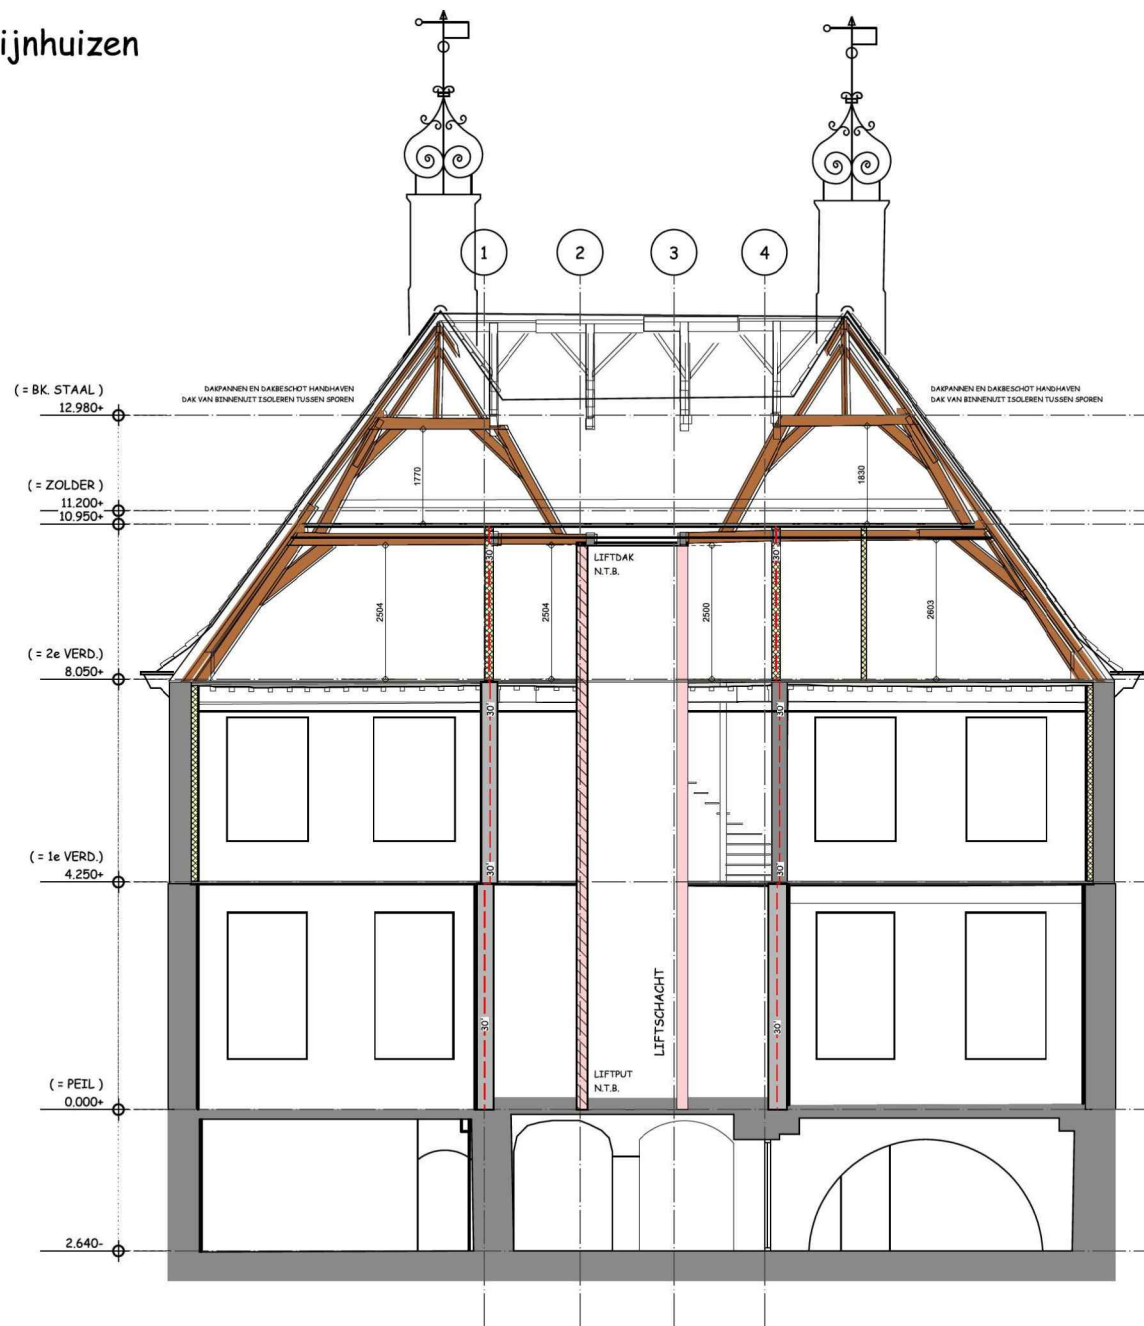 ijnhuizen
1
2
3
4
( = BK. STAAL )
12.980+
DAKPANNEN EN DAKBESCHOT HANDHAVEN
DAK VAN BINNENUIT ISOLEREN TUSSEN SPOREN
DAKPANNEN EN DAKBESCHOT HANDHAVEN
DAK VAN BINNENUIT ISOLEREN TUSSEN SPOREN
1770
1830
( = ZOLDER )
11.200+
10.950+
30'
30'
LIFTDAK
N.T.B.
2504
2504
2500
2603
( = 2e VERD.)
8.050+
30'
30'
( = 1e VERD.)
4.250+
30'
30'
LIFTSCHACHT
30'
30'
LIFTPUT
N.T.B.
( = PEIL )
0.000+
2.640-